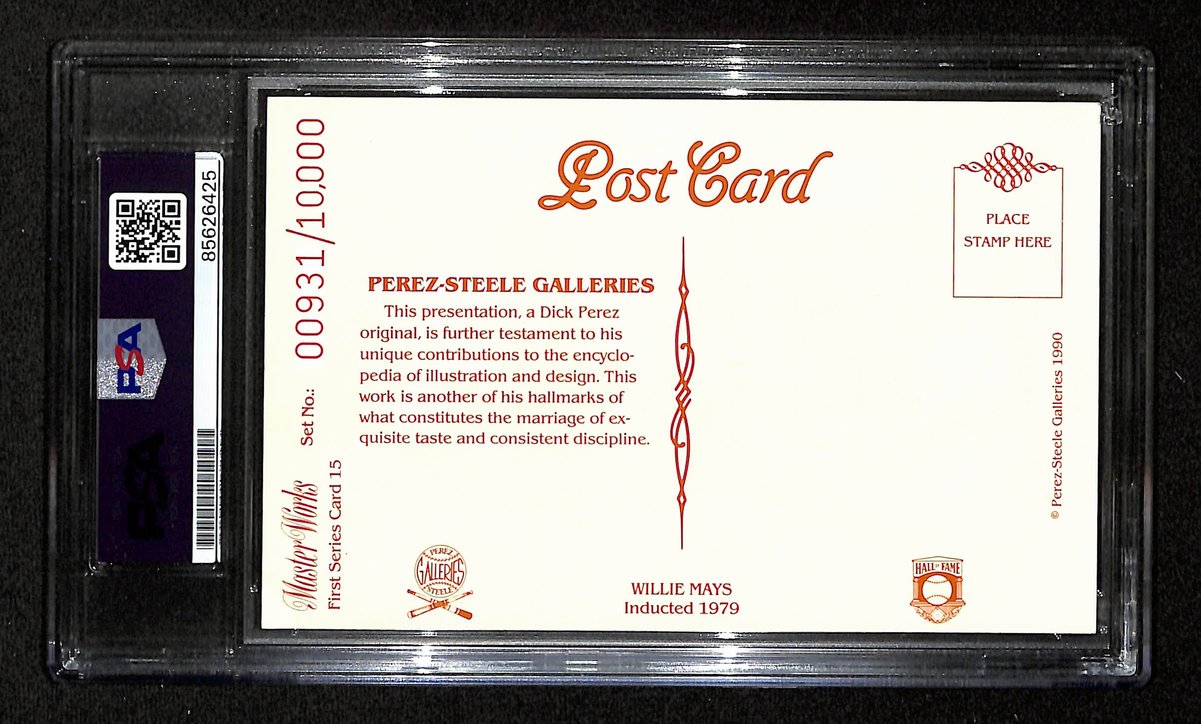 85626425
PSA
PSA
Set No.: 00931/10,000
MasterWorks
First Series Card 15
Post Card
PLACE
STAMP HERE
PEREZ-STEELE GALLERIES
This presentation, a Dick Perez
original, is further testament to his
unique contributions to the encyclo-
pedia of illustration and design. This
work is another of his hallmarks of
what constitutes the marriage of ex-
quisite taste and consistent discipline.
© Perez-Steele Galleries 1990
PEREZ
GALLERIES
STEELE
WILLIE MAYS
Inducted 1979
HALL OF FAME